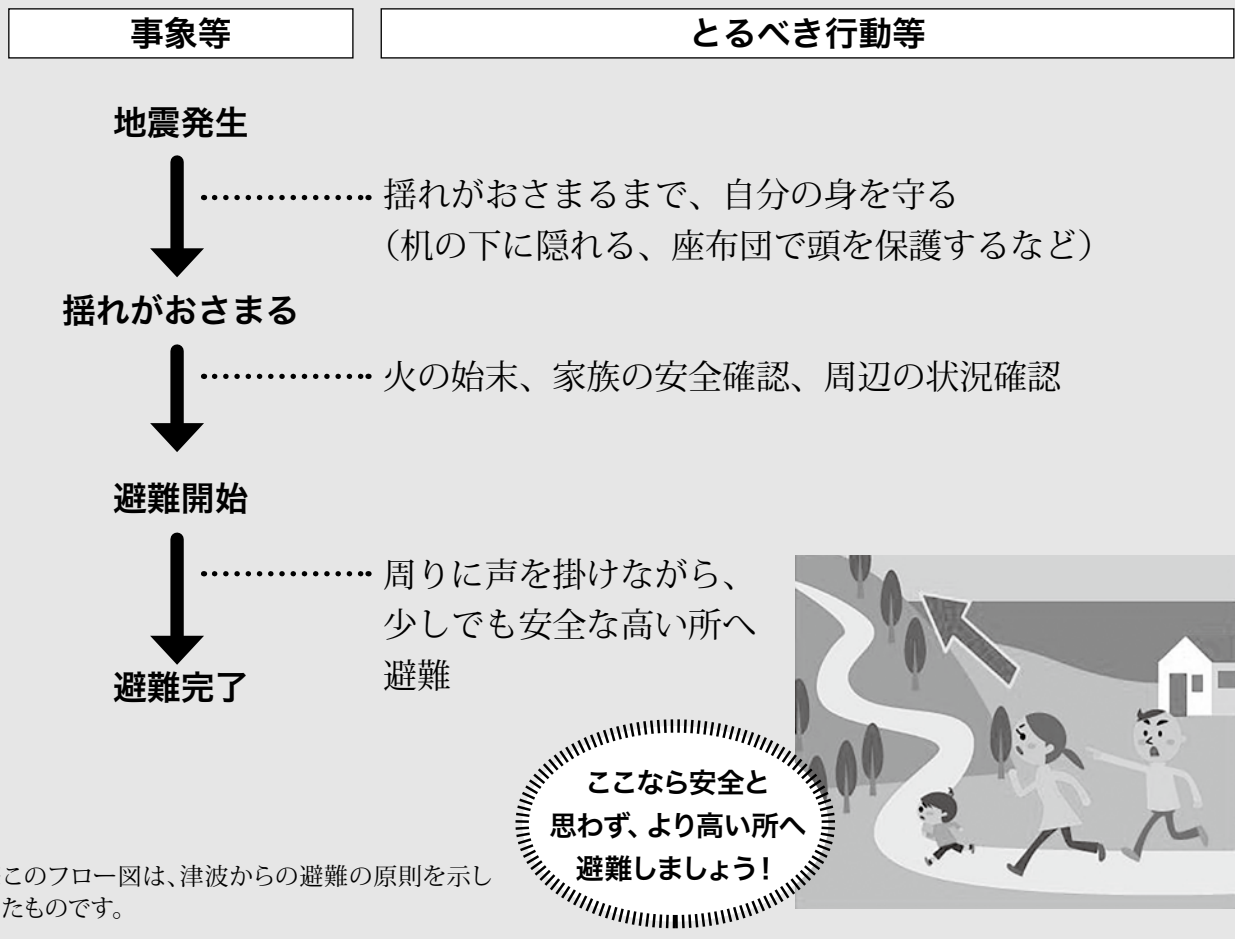 事象等
とるべき行動等
地震発生
揺れがおさまるまで、自分の身を守る
（机の下に隠れる、座布団で頭を保護するなど）
揺れがおさまる
火の始末、家族の安全確認、周辺の状況確認
避難開始
周りに声を掛けながら、
少しでも安全な高い所へ
避難
避難完了
ここなら安全と
思わず、より高い所へ
避難しましょう！
このフロー図は、津波からの避難の原則を示し
たものです。